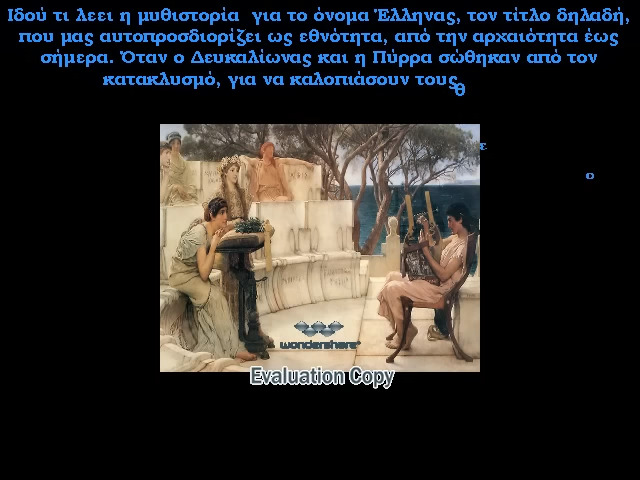 Ιδού τι λεει η μυθιστορία  για το όνομα Έλληνας, τον τίτλο δηλαδή,
που μας αυτοπροσδιορίζει ως εθνότητα, από την αρχαιότητα έως
σήμερα. Όταν ο Δευκαλίωνας και η Πύρρα σώθηκαν από τον
κατακλυσμό, για να καλοπιάσουν τους
θ
ε
ο
wondershare
Evaluation Copy